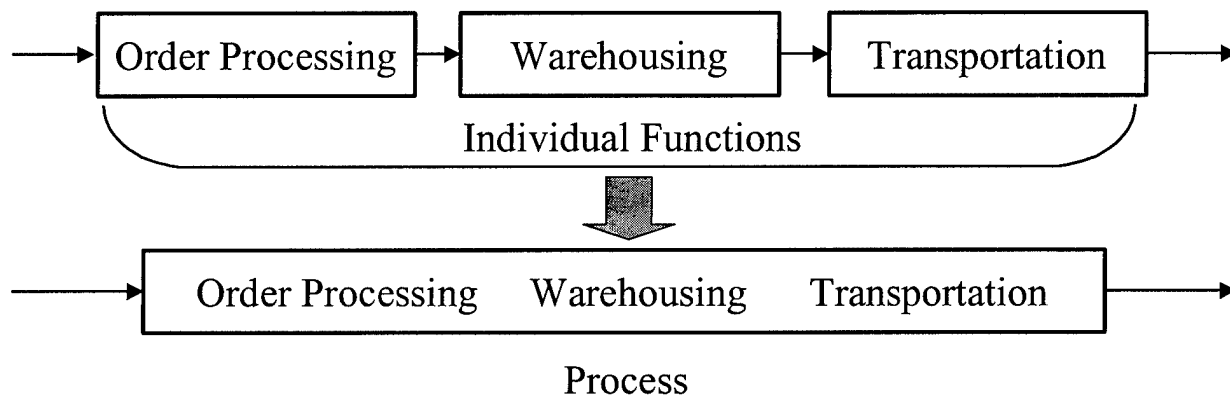 Order Processing Warehousing Transportation
Individual Functions
Order Processing Warehousing Transportation
Process